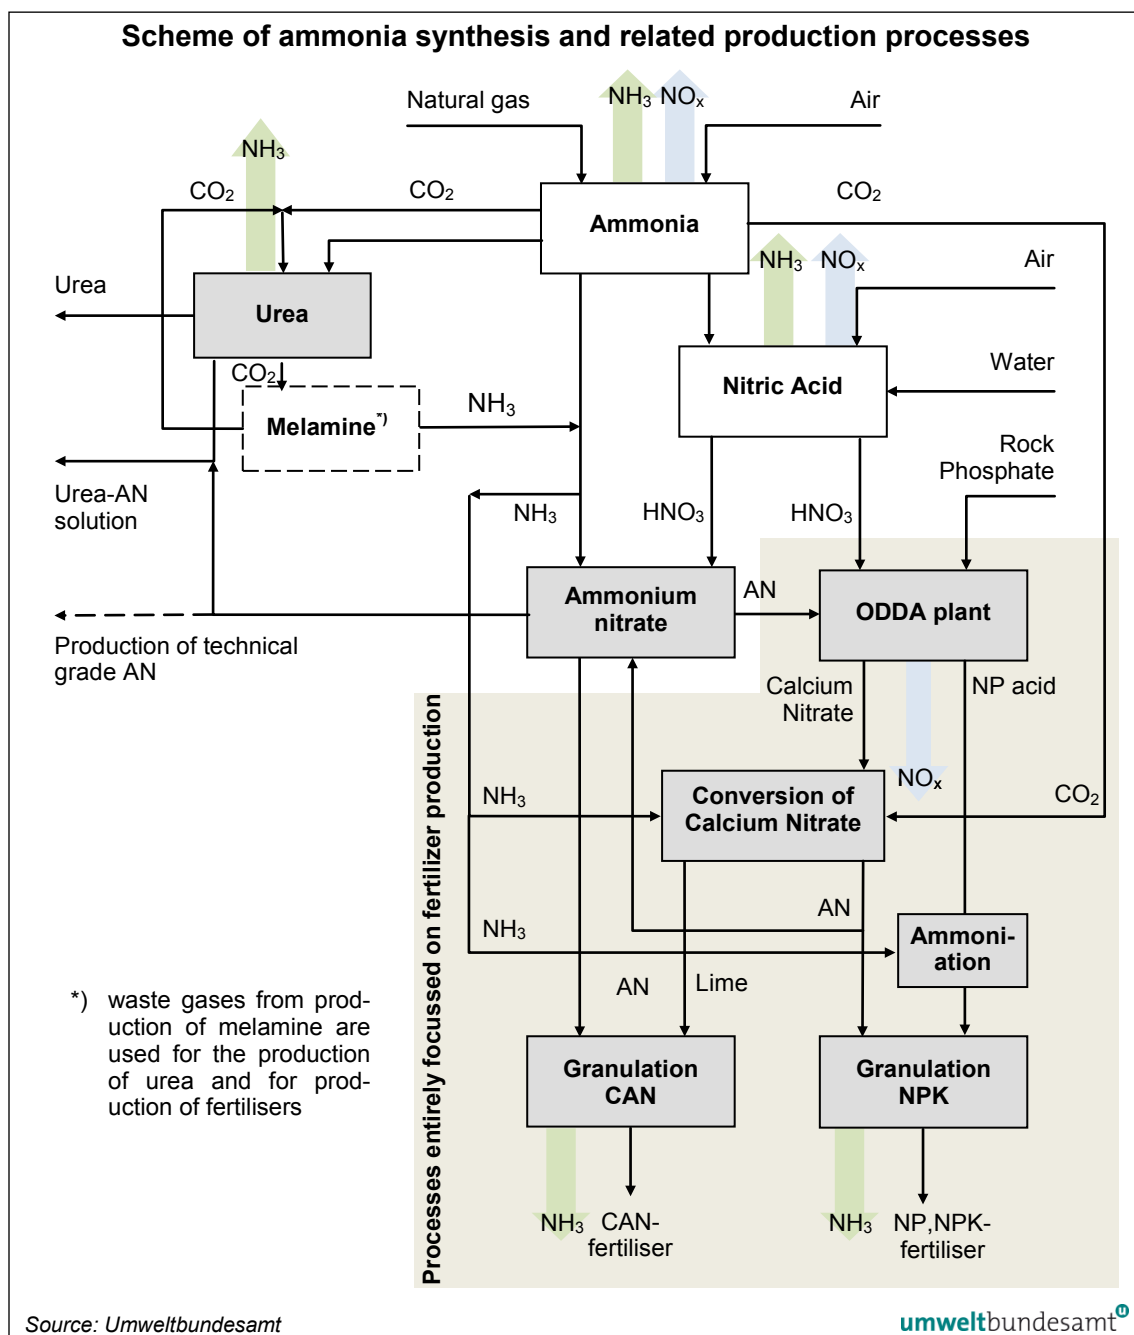 Scheme of ammonia synthesis and related production processes
Natural gas
NH₃
NOₓ
Air
NH₃
CO₂
CO₂
CO₂
Ammonia
NH₃
NOₓ
Air
Urea
Urea
CO₂
Nitric Acid
Water
Melamine*)
NH₃
Rock
Phosphate
Urea-AN
solution
NH₃
HNO₃
HNO₃
Ammonium
nitrate
AN
ODDA plant
Production of technical
grade AN
Calcium
Nitrate
NP acid
NOₓ
Processes entirely focussed on fertilizer production
NH₃
Conversion of
Calcium Nitrate
CO₂
AN
NH₃
Ammoni-
ation
AN
Lime
*) waste gases from prod-
uction of melamine are
used for the production
of urea and for prod-
uction of fertilisers
Granulation
CAN
Granulation
NPK
NH₃
CAN-
fertiliser
NH₃
NP,NPK-
fertiliser
Source: Umweltbundesamt
umweltbundesamt u